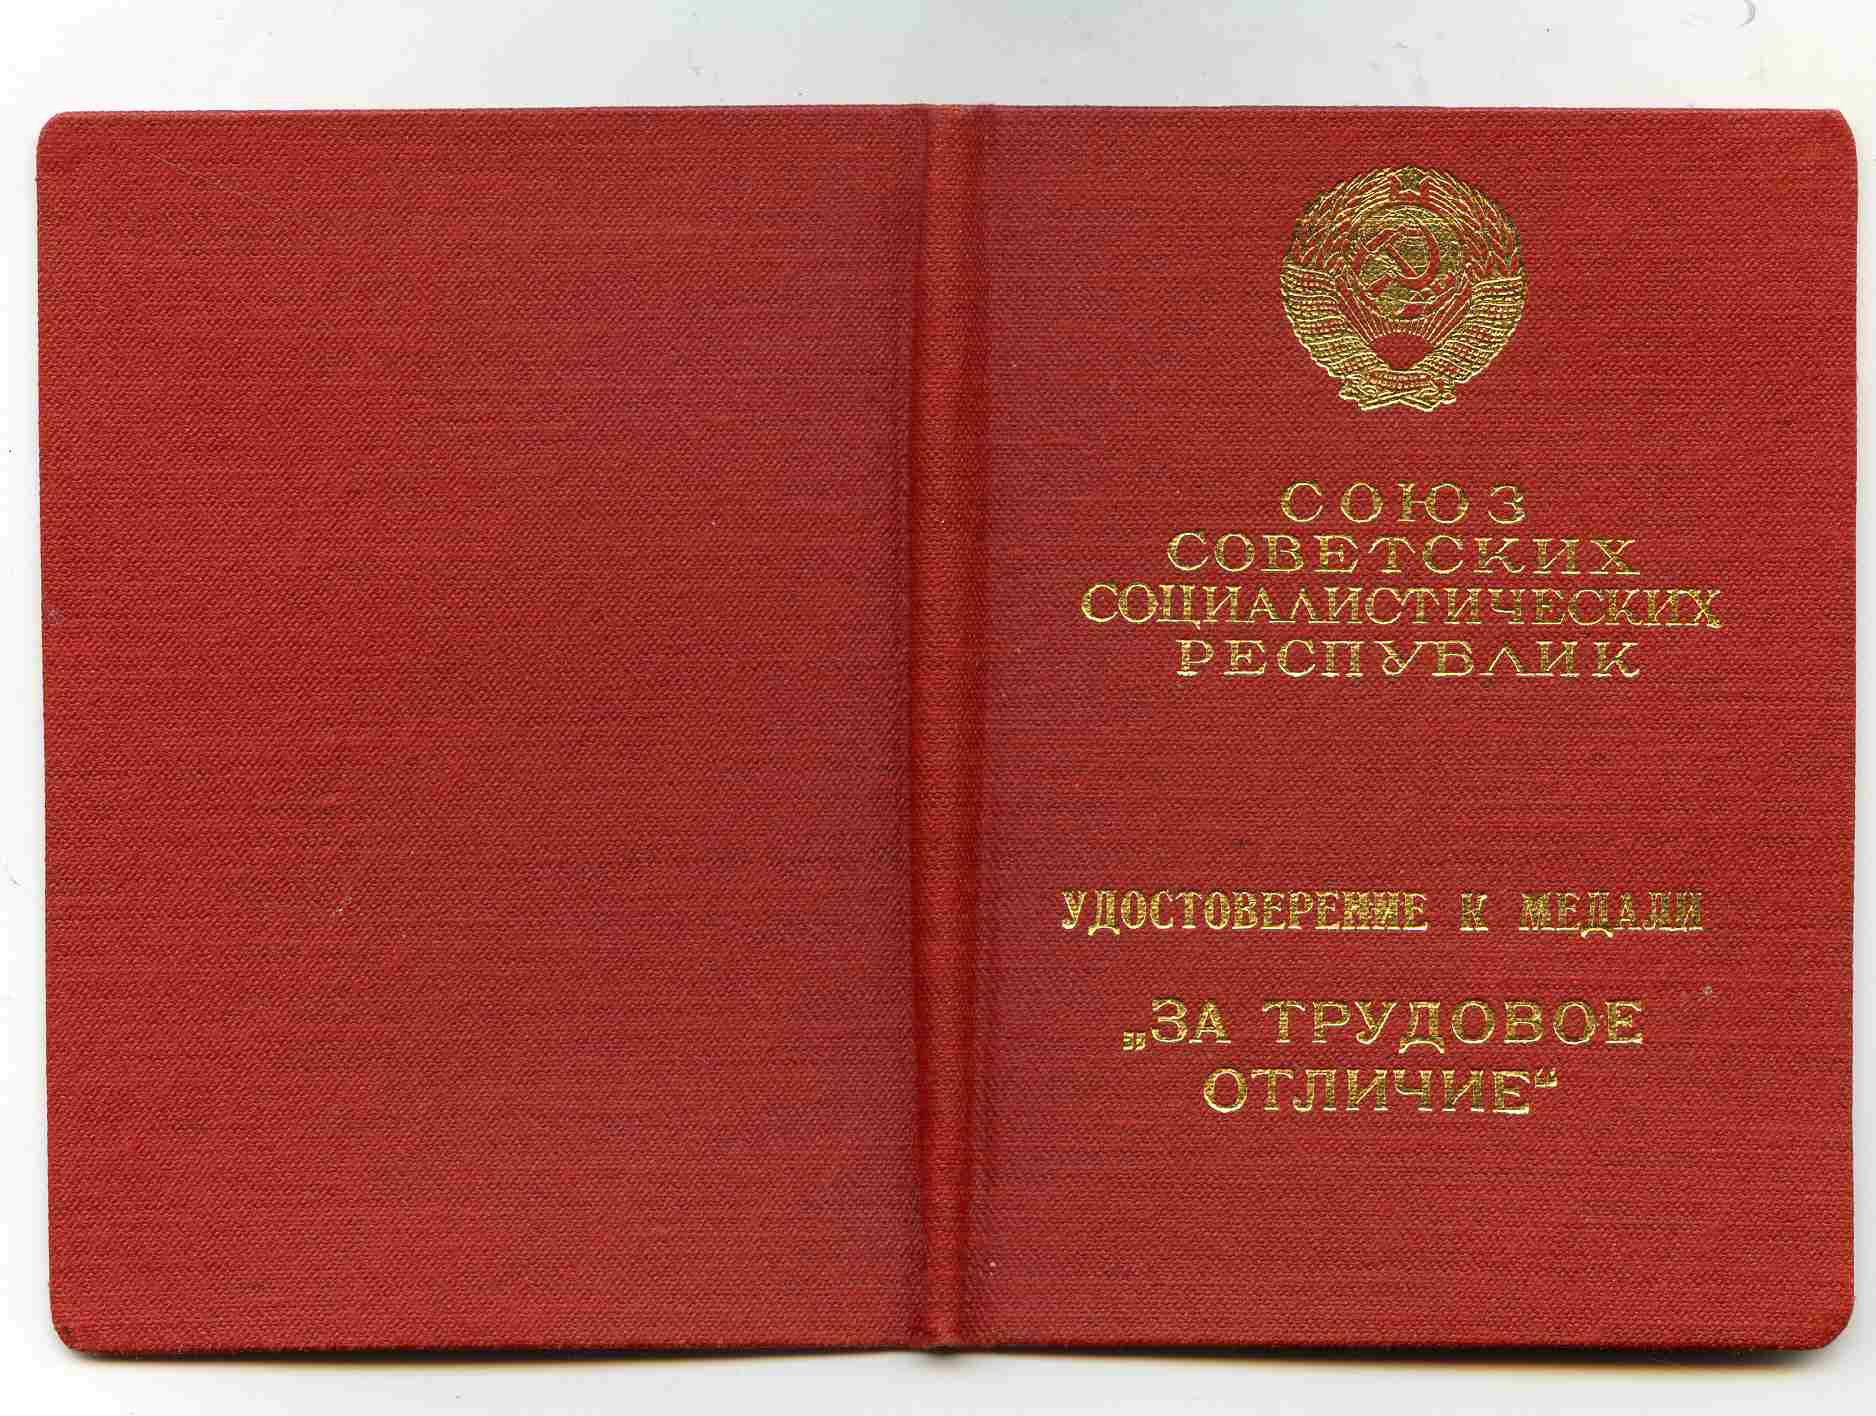 СОЮЗ
СОВЕТСКИХ
СОЦИАЛИСТИЧЕСКИХ
РЕСПУБЛИК
УДОСТОВЕРЕНИЕ К МЕДАЛИ
„ЗА ТРУДОВОЕ
ОТЛИЧИЕ“